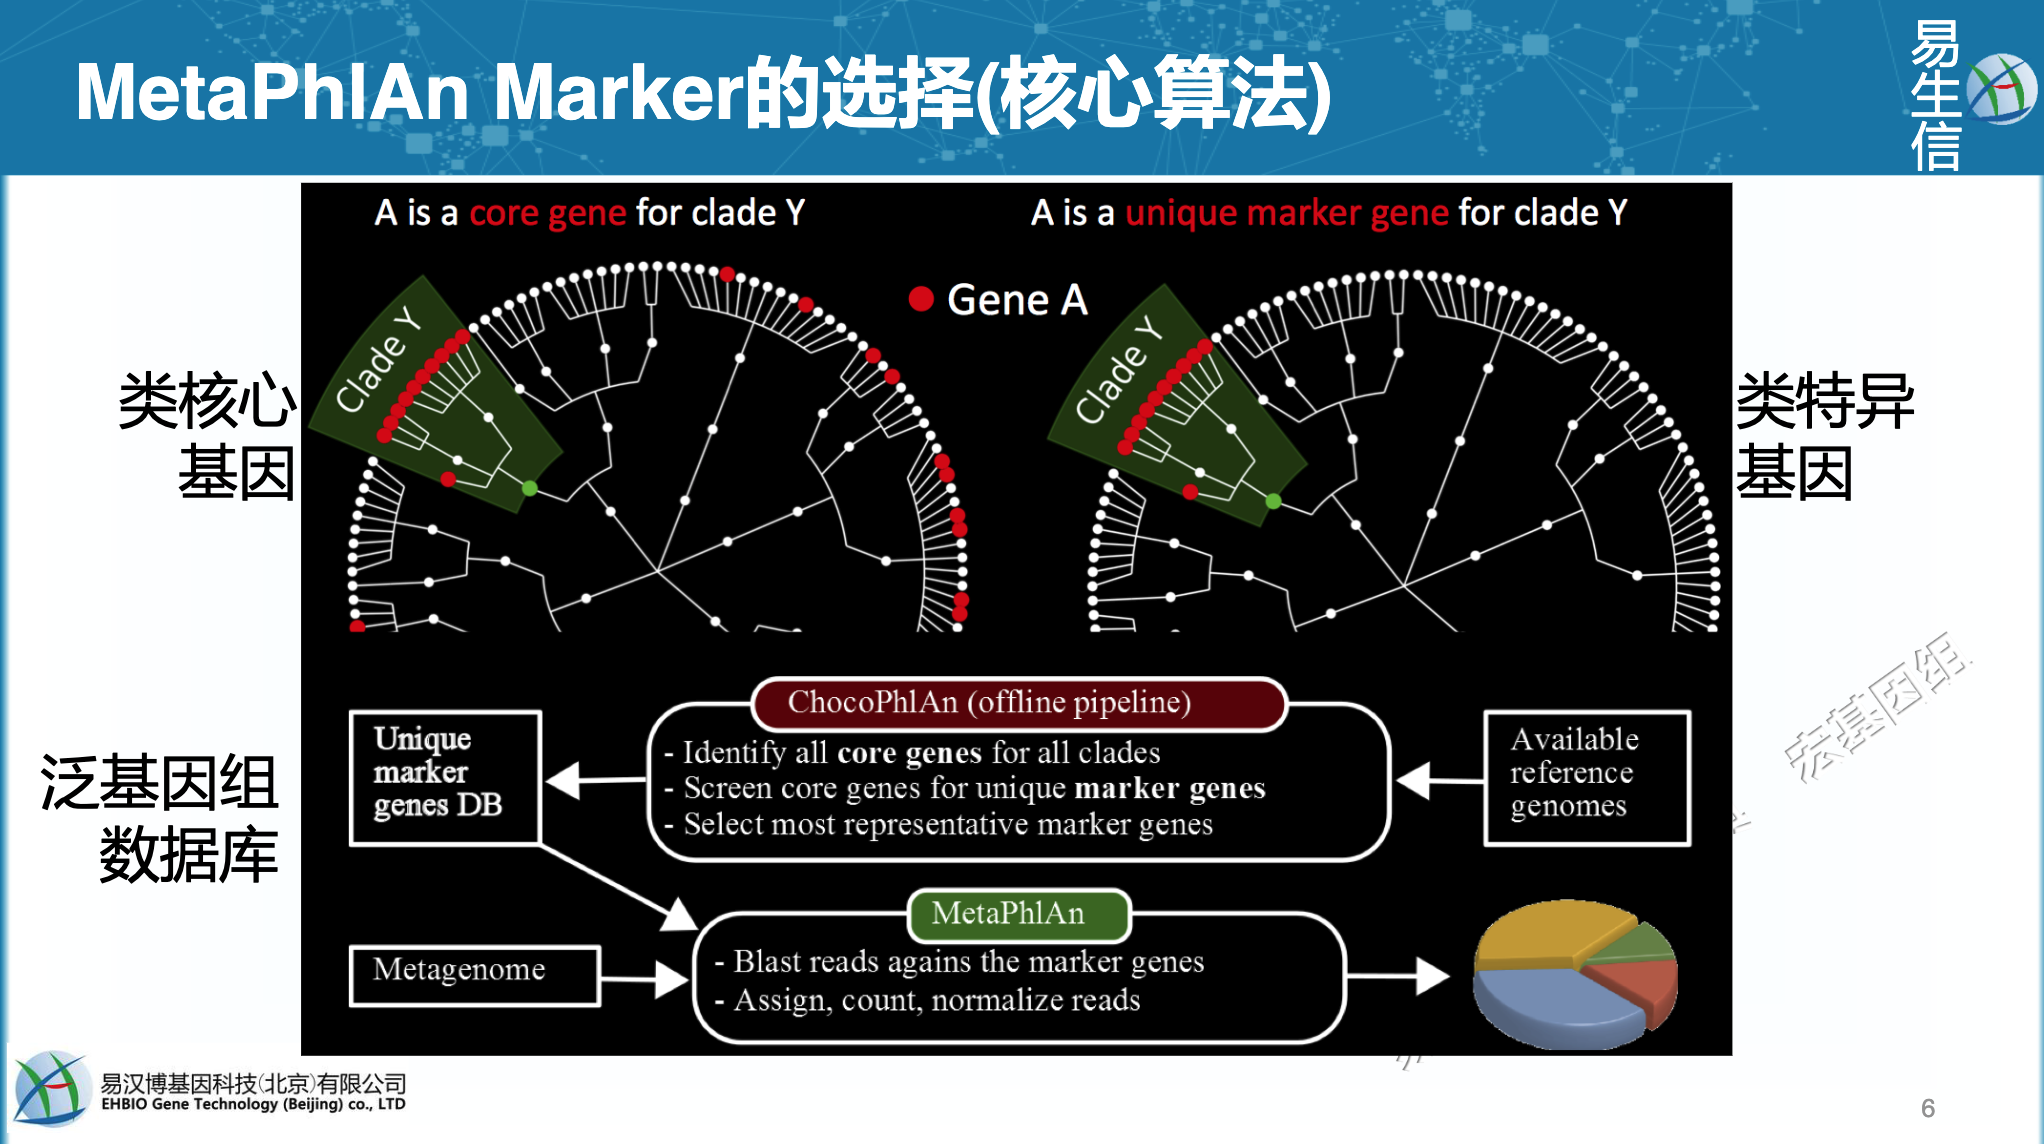 MetaPhlAn Marker的选择(核心算法)
易生信
A is a core gene for clade Y
A is a unique marker gene for clade Y
Gene A
Clade Y
Clade Y
类核心
基因
类特异
基因
泛基因组
数据库
ChocoPhlAn (offline pipeline)
- Identify all core genes for all clades
- Screen core genes for unique marker genes
- Select most representative marker genes
Unique
marker
genes DB
Available
reference
genomes
MetaPhlAn
- Blast reads agains the marker genes
- Assign, count, normalize reads
Metagenome
宏基因组
易汉博基因科技(北京)有限公司
EHBIO Gene Technology (Beijing) co., LTD
6